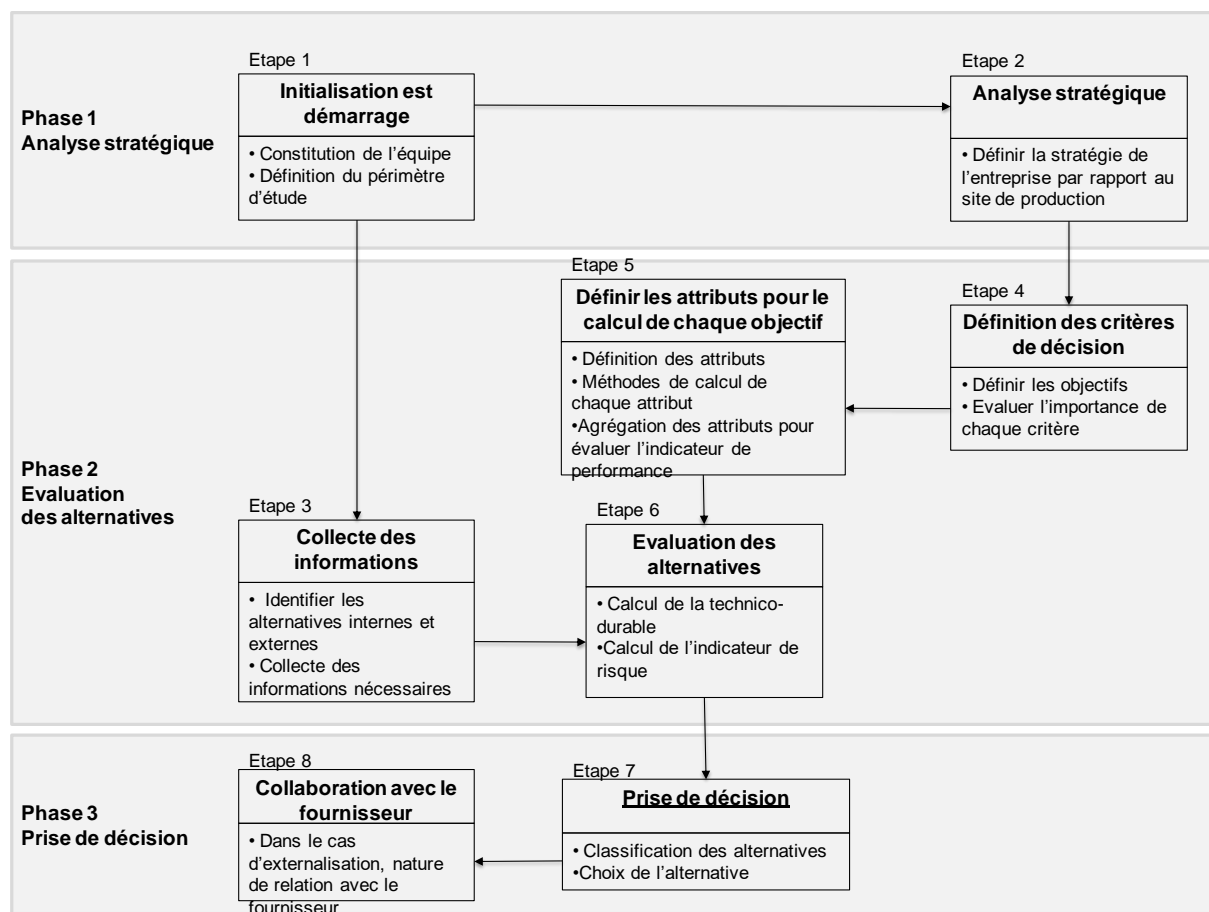 Phase 1
Analyse stratégique
Etape 1
Initialisation est
démarrage
• Constitution de l'équipe
• Définition du périmètre
d'étude
Etape 2
Analyse stratégique
• Définir la stratégie de
l'entreprise par rapport au
site de production
Phase 2
Evaluation
des alternatives
Etape 5
Définir les attributs pour le
calcul de chaque objectif
• Définition des attributs
• Méthodes de calcul de
chaque attribut
•Agrégation des attributs pour
évaluer l'indicateur de
performance
Etape 4
Définition des critères
de décision
• Définir les objectifs
• Evaluer l'importance de
chaque critère
Etape 3
Collecte des
informations
• Identifier les
alternatives internes et
externes
• Collecte des
informations nécessaires
Etape 6
Evaluation des
alternatives
• Calcul de la technico-
durable
•Calcul de l'indicateur de
risque
Phase 3
Prise de décision
Etape 8
Collaboration avec le
fournisseur
• Dans le cas
d'externalisation, nature
de relation avec le
fournisseur
Etape 7
Prise de décision
• Classification des alternatives
•Choix de l'alternative